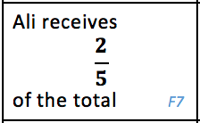 Ali receives
2
5
of the total F7